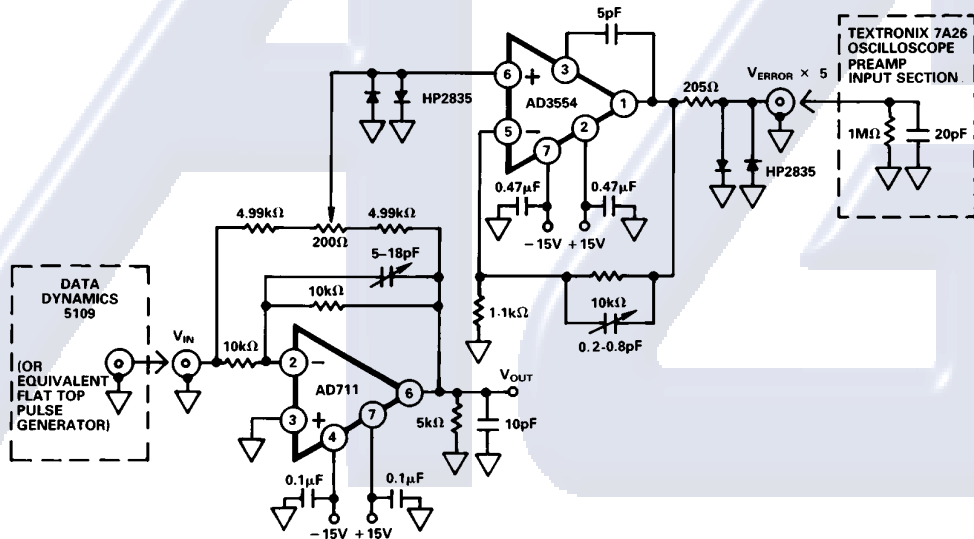 5pF
TEXTRONIX 7A26
OSCILLOSCOPE
PREAMP
INPUT SECTION
VERROR × 5
6
+
3
HP2835
AD3554
1
205Ω
5
−
2
7
1MΩ
20pF
HP2835
0.47µF
0.47µF
−15V
+15V
4.99kΩ
4.99kΩ
200Ω
5–18pF
DATA
DYNAMICS
5109
10kΩ
1.1kΩ
10kΩ
0.2-0.8pF
VIN
10kΩ
(OR
EQUIVALENT
FLAT TOP
PULSE
GENERATOR)
2
−
AD711
6
VOUT
3
+
7
4
5kΩ
10pF
0.1µF
0.1µF
−15V
+15V